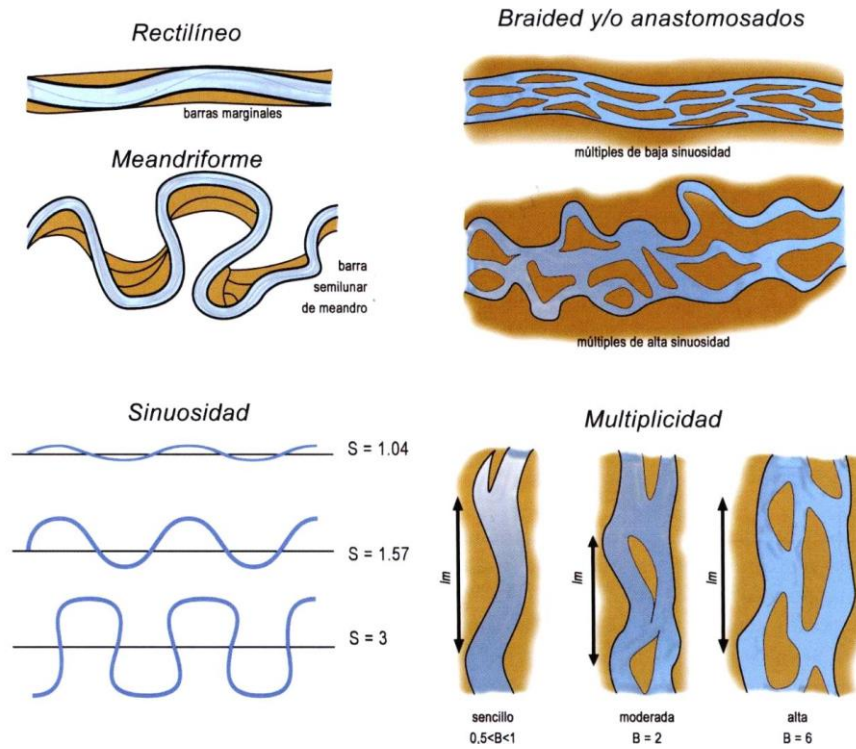 Rectilíneo
barras marginales
Meandriforme
barra
semilunar
de meandro
Braided y/o anastomosados
múltiples de baja sinuosidad
múltiples de alta sinuosidad
Sinuosidad
S = 1.04
S = 1.57
S = 3
Multiplicidad
lm
lm
lm
sencillo
0,5<B<1
moderada
B = 2
alta
B = 6